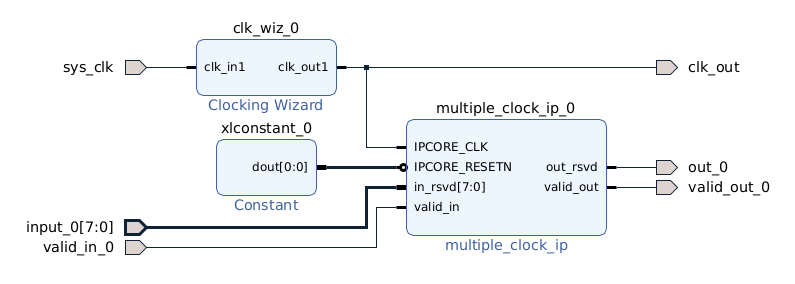 clk_wiz_0
sys_clk
clk_in1
clk_out1
clk_out
Clocking Wizard
multiple_clock_ip_0
xlconstant_0
IPCORE_CLK
dout[0:0]
IPCORE_RESETN
out_rsvd
out_0
in_rsvd[7:0]
valid_out
valid_out_0
Constant
valid_in
input_0[7:0]
valid_in_0
multiple_clock_ip